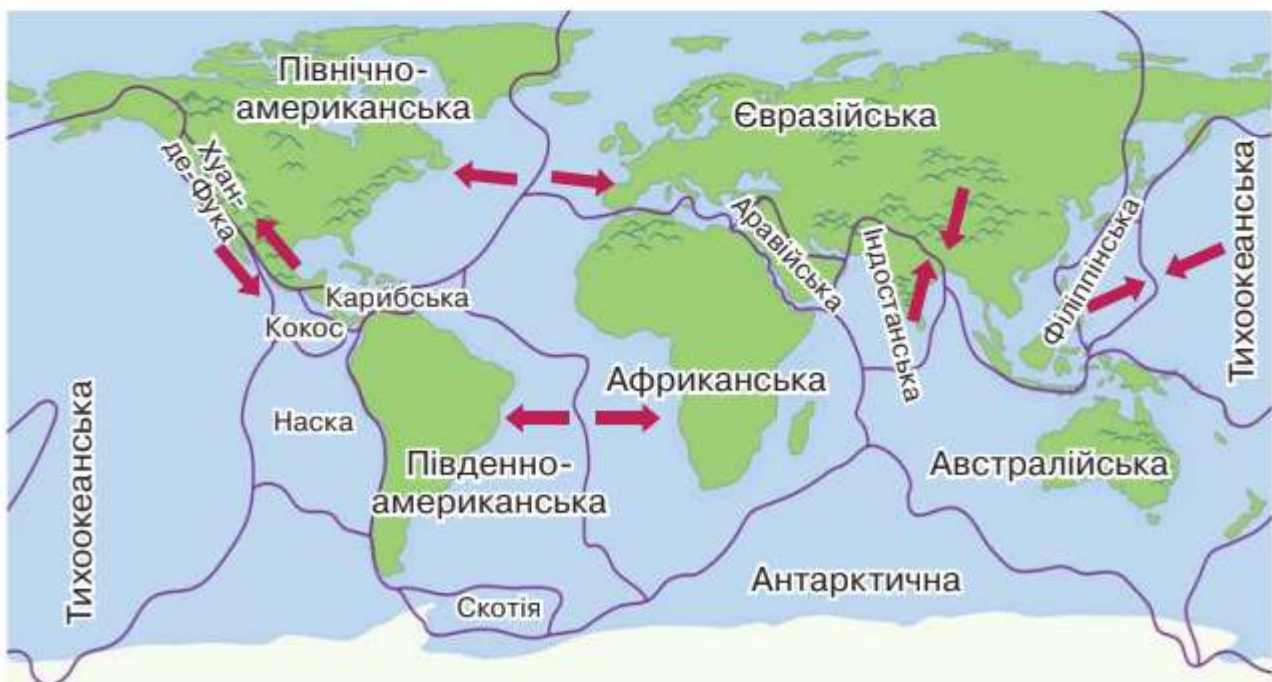 Північно-
американська
Євразійська
Хуан-
де-Фука
Аравійська
Індостанська
Філіппінська
Тихоокеанська
Карибська
Кокос
Африканська
Наска
Південно-
американська
Австралійська
Тихоокеанська
Антарктична
Скотія